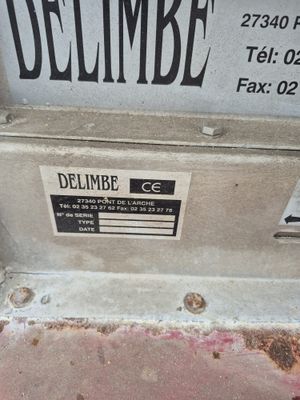 DELIMBE
27340 P
Tél: 02
Fax: 02
DELIMBE CE
27340 PONT DE L'ARCHE
Tél: 02 35 23 27 62 Fax: 02 35 23 27 78
N° de SERIE
TYPE
DATE